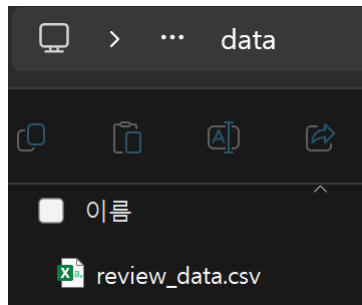 > ... data
이름
review_data.csv